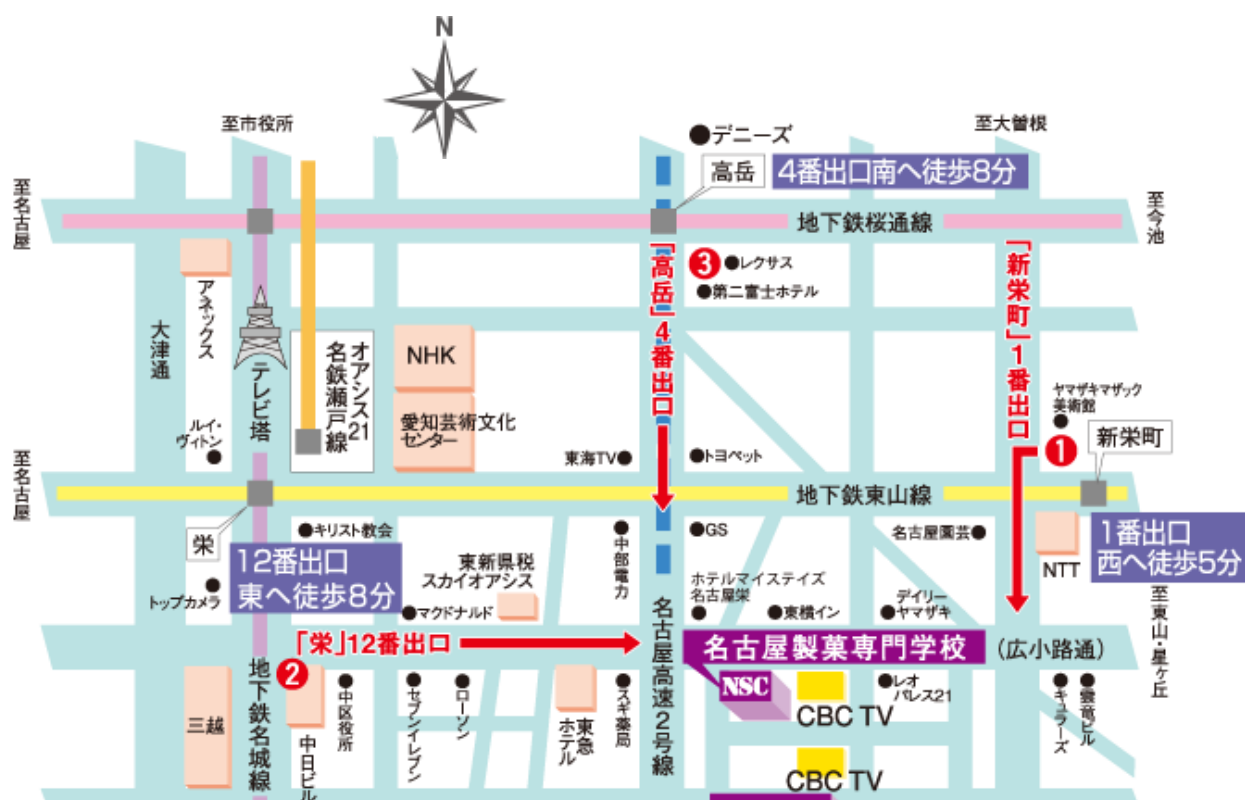 N
至市役所
至大曽根
デニーズ
高岳
4番出口南へ徒歩8分
至名古屋
地下鉄桜通線
至今池
「高岳」4番出口
3
レクサス
第二富士ホテル
「新栄町」1番出口
アネックス
大津通
テレビ塔
オアシス21
名鉄瀬戸線
NHK
愛知芸術文化
センター
ヤマザキマザック
美術館
1
新栄町
ルイ・
ヴィトン
東海TV
トヨペット
至名古屋
地下鉄東山線
栄
キリスト教会
12番出口
東へ徒歩8分
東新県税
スカイオアシス
中部電力
GS
名古屋園芸
NTT
1番出口
西へ徒歩5分
トップカメラ
マクドナルド
ホテルマイステイズ
名古屋栄
東横イン
デイリー
ヤマザキ
至東山・星ヶ丘
「栄」12番出口
名古屋高速2号線
名古屋製菓専門学校
(広小路通)
三越
地下鉄名城線
2
中日ビル
中区役所
セブンイレブン
ローソン
東急
ホテル
スギ薬局
NSC
CBC TV
レオ
パレス21
キュラーズ
雲竜ビル
CBC TV